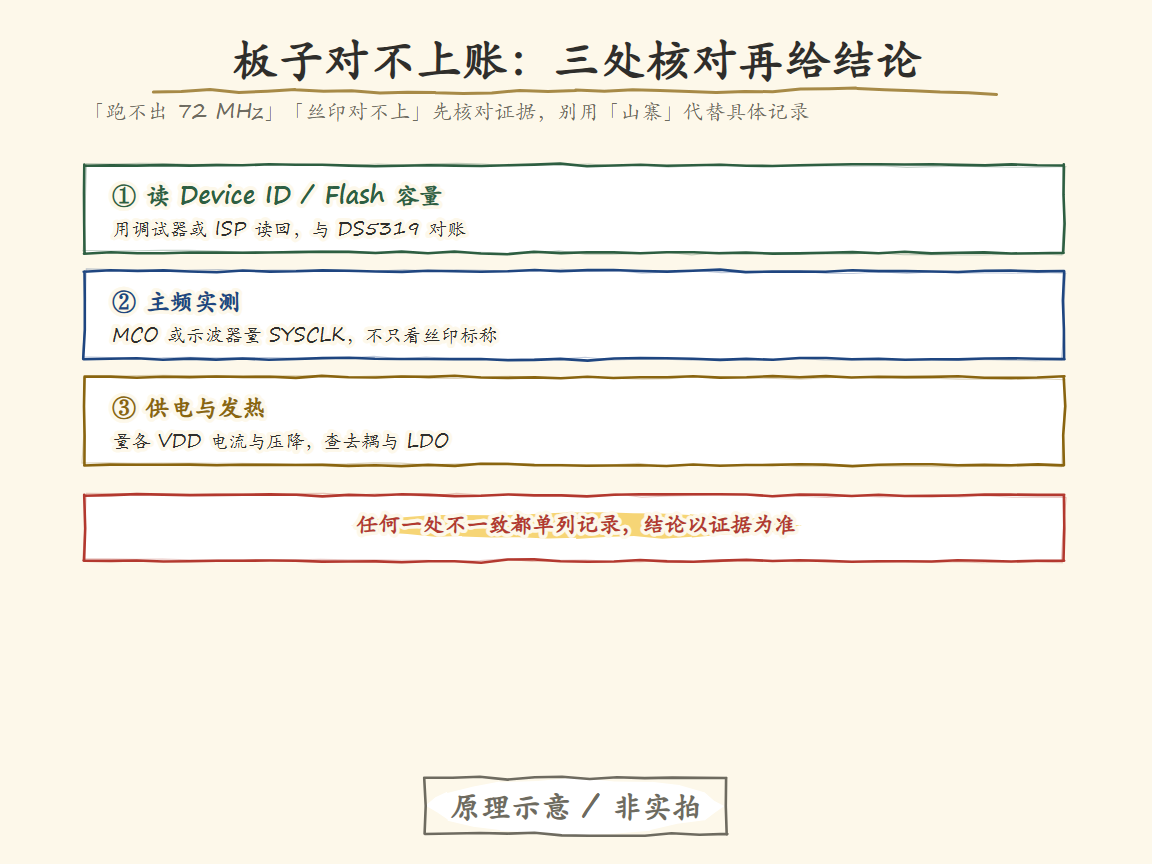 板子对不上账：三处核对再给结论
「跑不出 72 MHz」「丝印对不上」先核对证据，别用「山寨」代替具体记录
① 读 Device ID / Flash 容量
用调试器或 ISP 读回，与 DS5319 对账
② 主频实测
MCO 或示波器量 SYSCLK，不只看丝印标称
③ 供电与发热
量各 VDD 电流与压降，查去耦与 LDO
任何一处不一致都单列记录，结论以证据为准
原理示意 / 非实拍